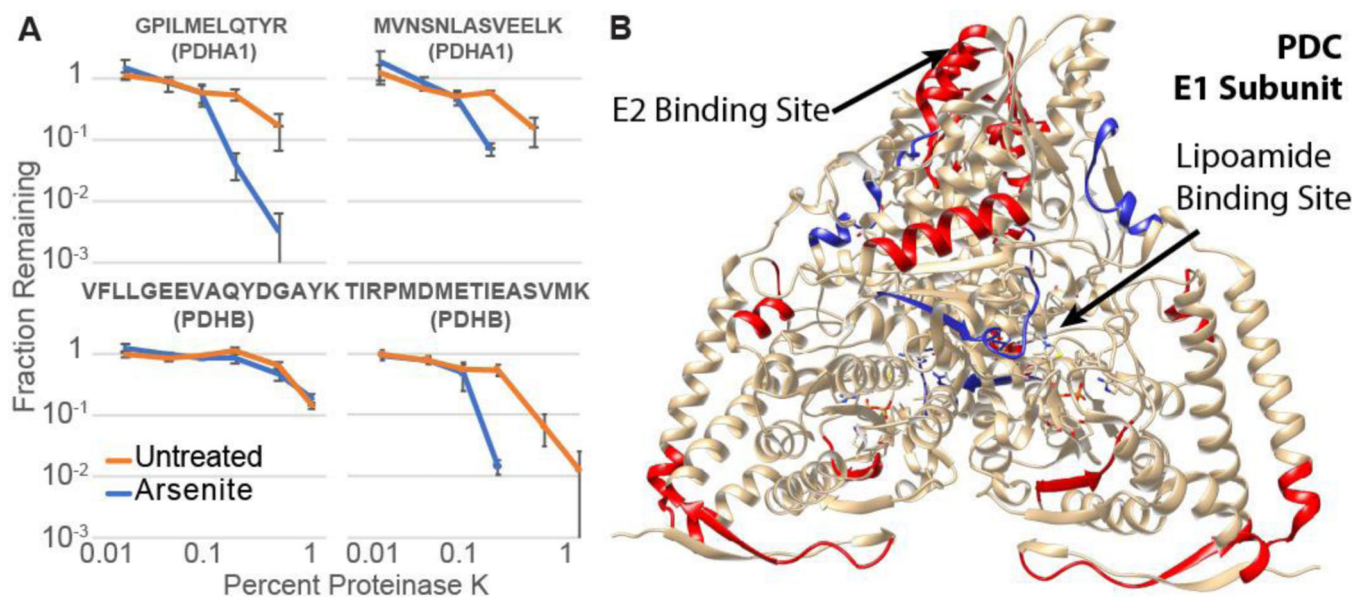 A
GPILMELQTYR
(PDHA1)
MVNSNLASVEELK
(PDHA1)
1
10-1
10-2
10-3
Fraction Remaining
VFLLGEEVAQYDGAYK
(PDHB)
TIRPMDMETIEASVMK
(PDHB)
1
10-1
10-2
10-3
Untreated
Arsenite
0.01
0.1
1
0.01
0.1
1
Percent Proteinase K
B
PDC
E1 Subunit
E2 Binding Site
Lipoamide
Binding Site